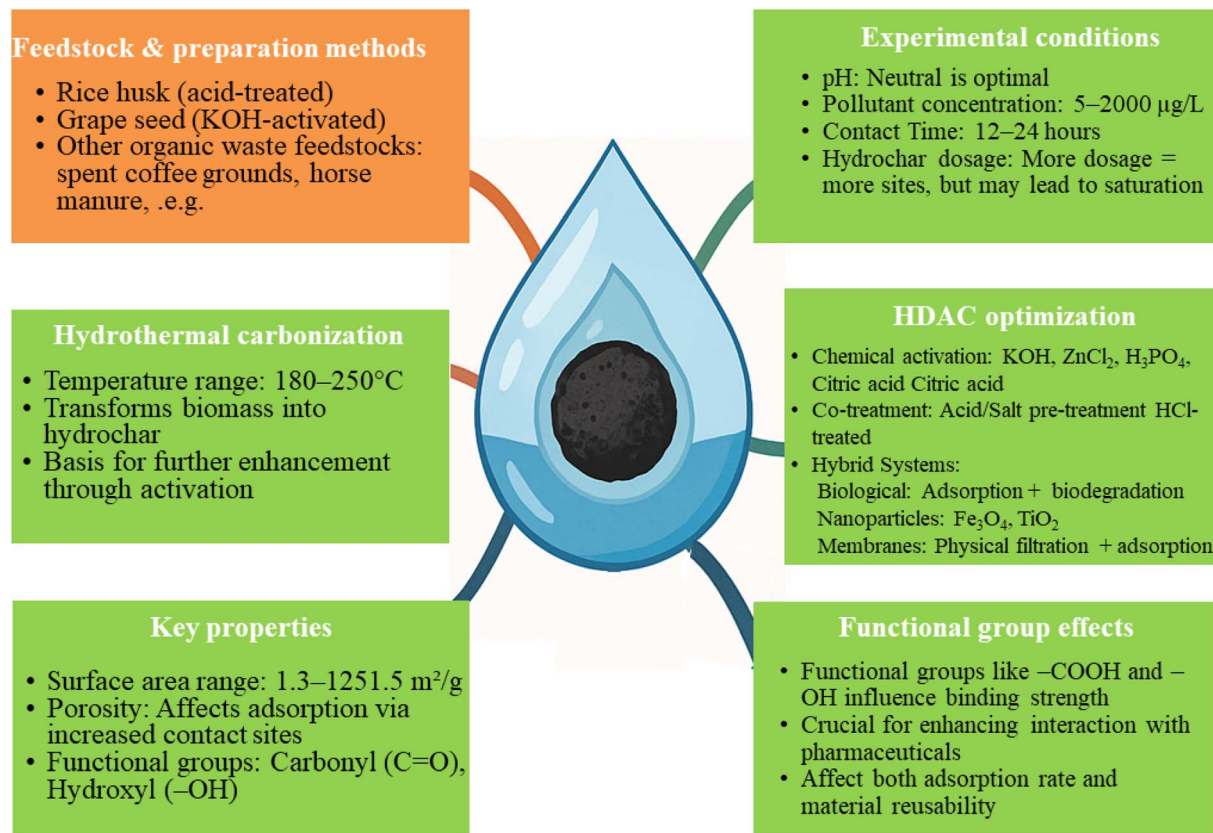 Feedstock & preparation methods
• Rice husk (acid-treated)
• Grape seed (KOH-activated)
• Other organic waste feedstocks:
spent coffee grounds, horse
manure, .e.g.
Hydrothermal carbonization
• Temperature range: 180–250°C
• Transforms biomass into
hydrochar
• Basis for further enhancement
through activation
Key properties
• Surface area range: 1.3–1251.5 m²/g
• Porosity: Affects adsorption via
increased contact sites
• Functional groups: Carbonyl (C=O),
Hydroxyl (–OH)
Experimental conditions
• pH: Neutral is optimal
• Pollutant concentration: 5–2000 µg/L
• Contact Time: 12–24 hours
• Hydrochar dosage: More dosage =
more sites, but may lead to saturation
HDAC optimization
• Chemical activation: KOH, ZnCl₂, H₃PO₄,
Citric acid Citric acid
• Co-treatment: Acid/Salt pre-treatment HCl-
treated
• Hybrid Systems:
Biological: Adsorption + biodegradation
Nanoparticles: Fe₃O₄, TiO₂
Membranes: Physical filtration + adsorption
Functional group effects
• Functional groups like –COOH and –
OH influence binding strength
• Crucial for enhancing interaction with
pharmaceuticals
• Affect both adsorption rate and
material reusability